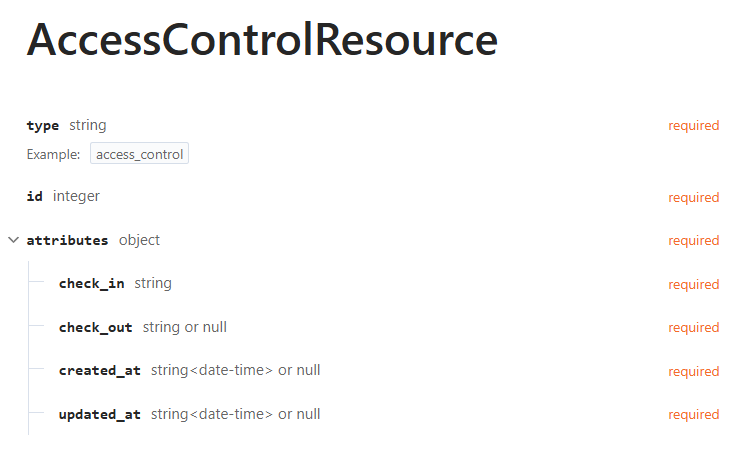 AccessControlResource
type string required
Example: access_control
id integer required
attributes object required
check_in string required
check_out string or null required
created_at string<date-time> or null required
updated_at string<date-time> or null required